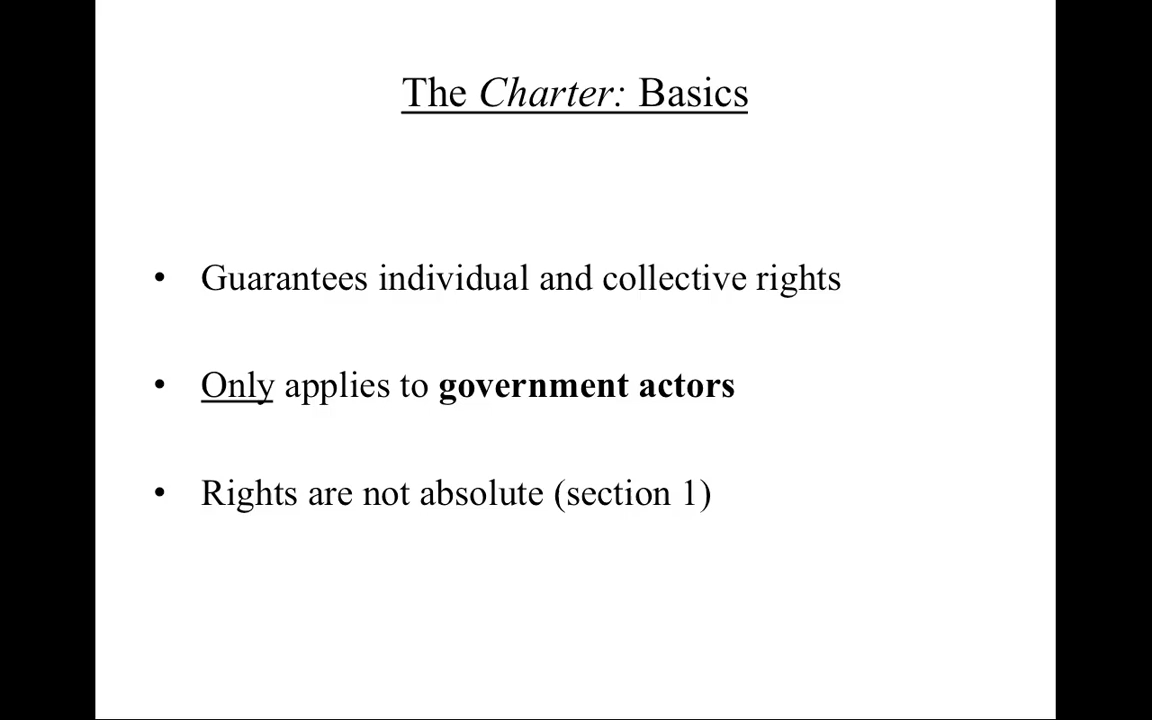 The Charter: Basics
• Guarantees individual and collective rights
• Only applies to government actors
• Rights are not absolute (section 1)